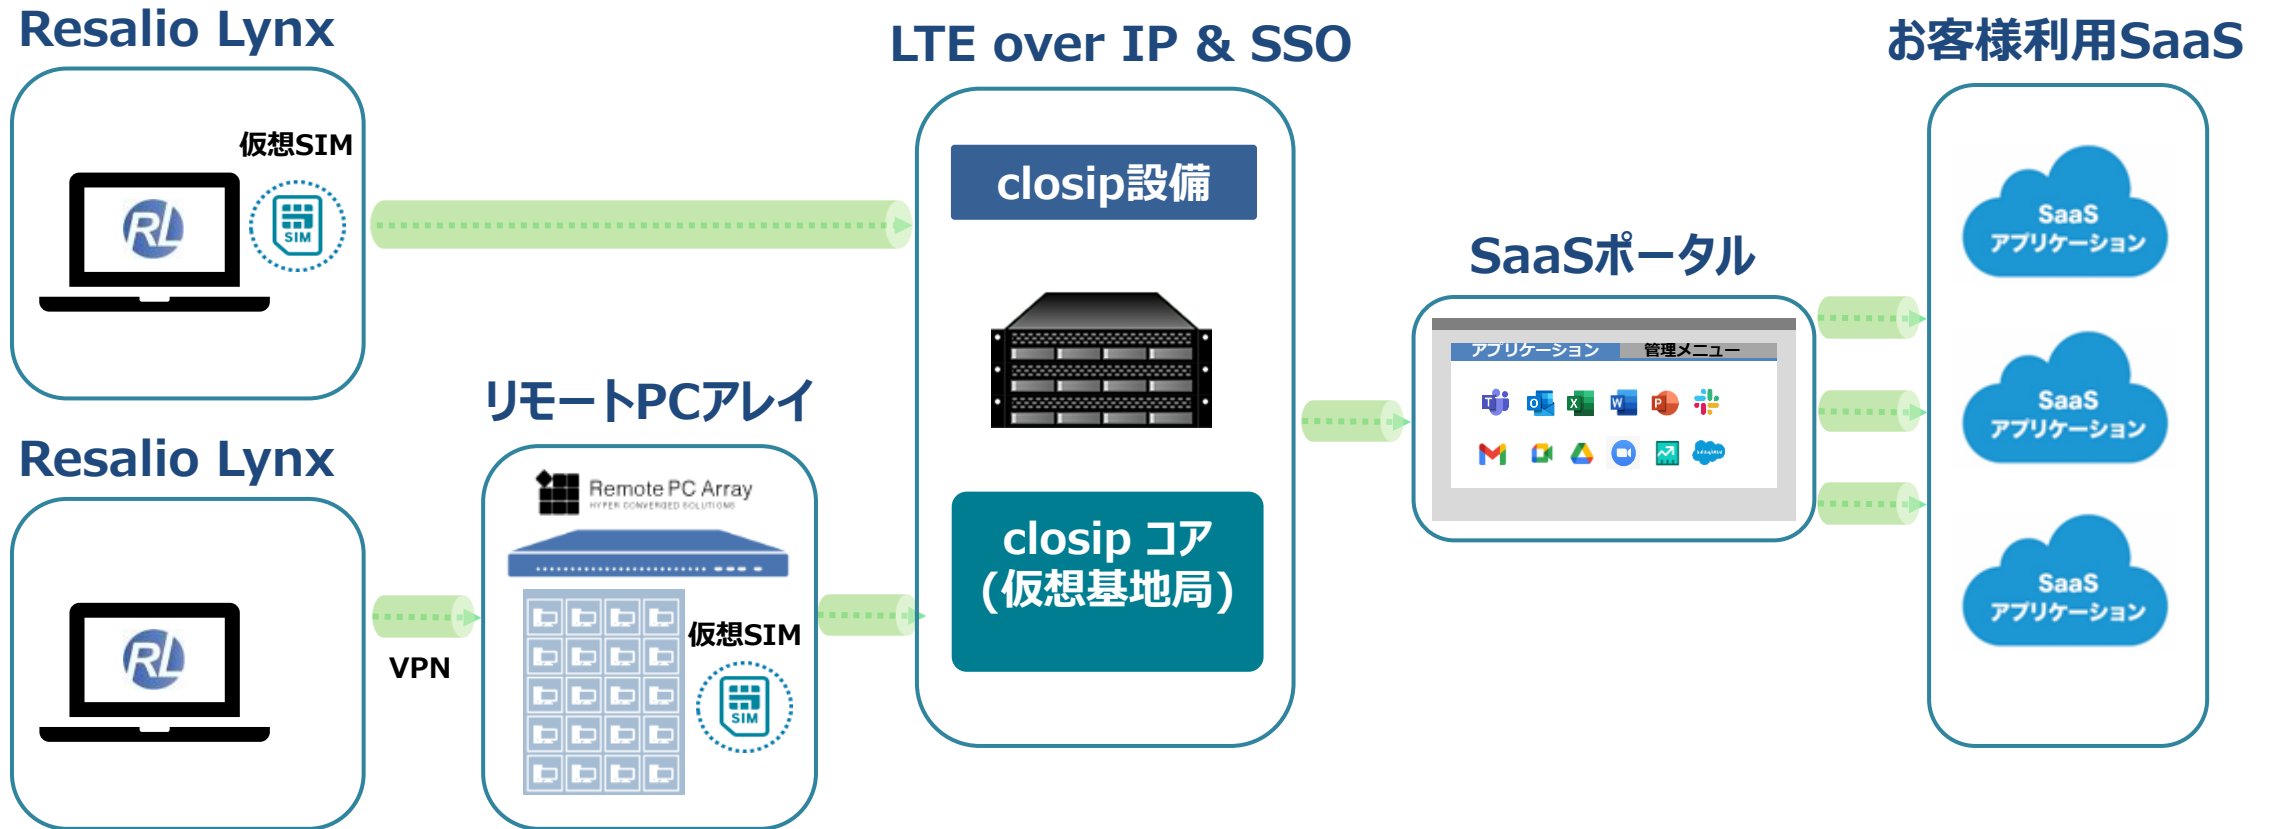 Resalio Lynx
仮想SIM
RL
SIM
LTE over IP & SSO
closip設備
closip コア
(仮想基地局)
Resalio Lynx
RL
VPN
リモートPCアレイ
Remote PC Array
HYPER CONVERGED SOLUTIONS
仮想SIM
SIM
SaaSポータル
アプリケーション
管理メニュー
お客様利用SaaS
SaaS
アプリケーション
SaaS
アプリケーション
SaaS
アプリケーション